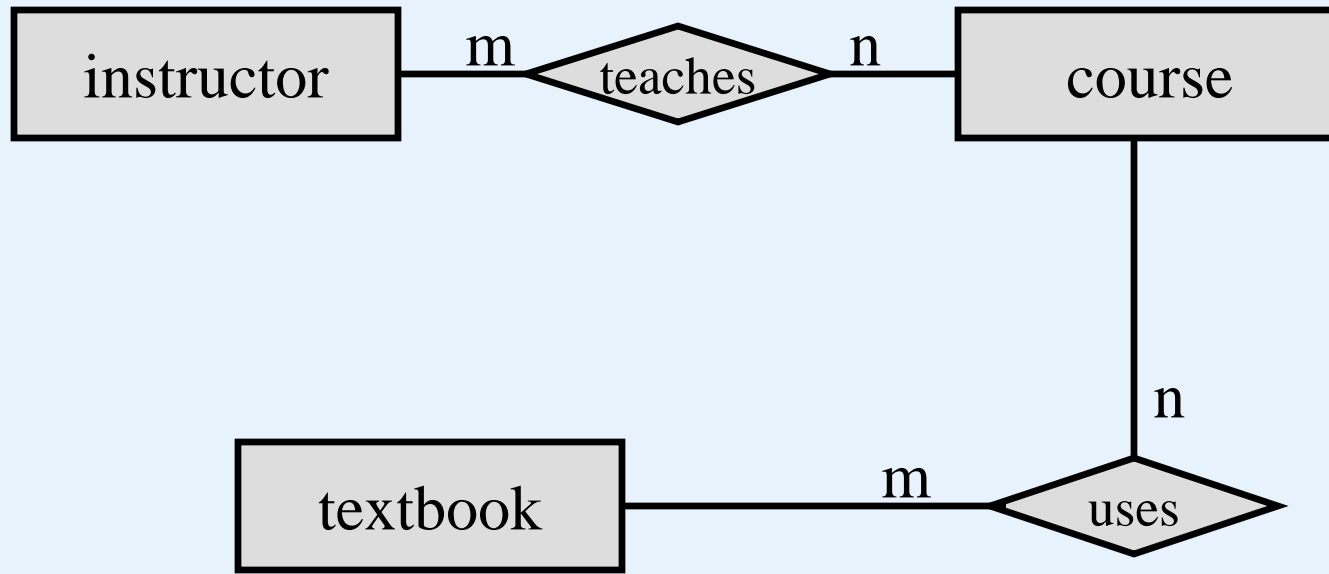 m
n
instructor
teaches
course
n
m
textbook
uses